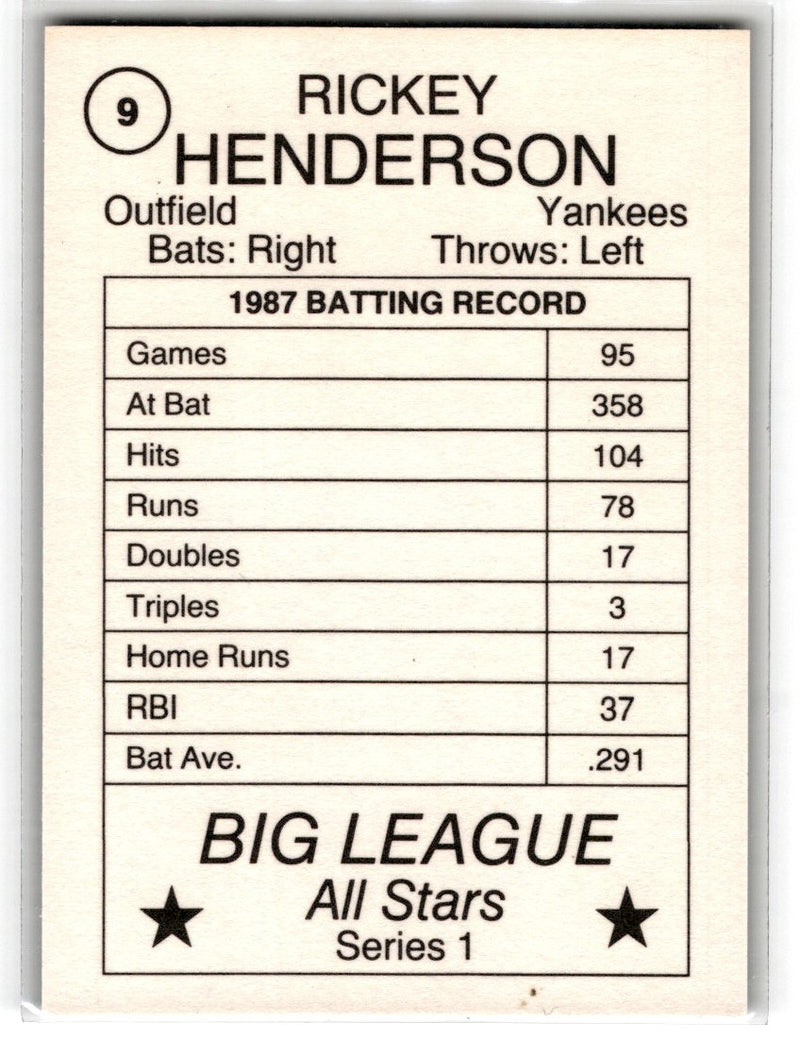 9
RICKEY
HENDERSON
Outfield Yankees
Bats: Right Throws: Left
1987 BATTING RECORD
Games 95
At Bat 358
Hits 104
Runs 78
Doubles 17
Triples 3
Home Runs 17
RBI 37
Bat Ave. .291
BIG LEAGUE
All Stars
Series 1